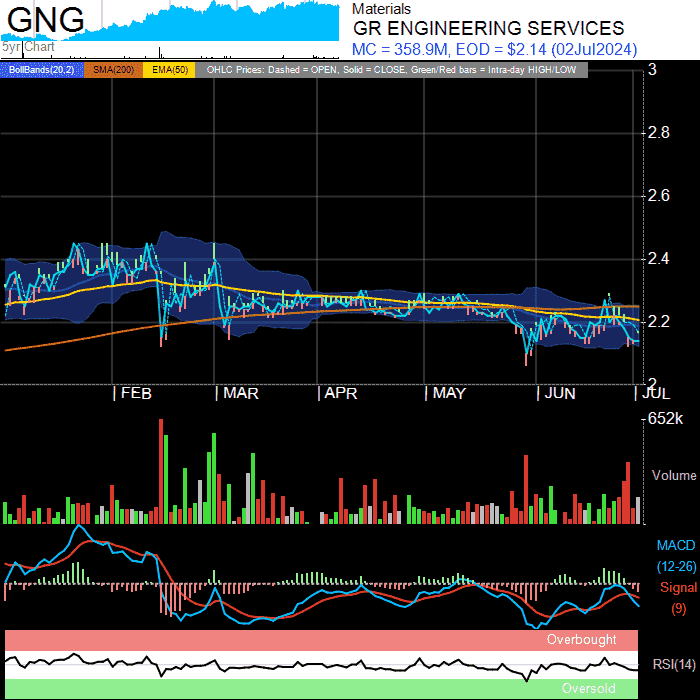 GNG
5yr Chart
Materials
GR ENGINEERING SERVICES
MC = 358.9M, EOD = $2.14 (02Jul2024)
BollBands(20,2) SMA(200) EMA(50) OHLC Prices: Dashed = OPEN, Solid = CLOSE, Green/Red bars = Intra-day HIGH/LOW
3
2.8
2.6
2.4
2.2
2
FEB MAR APR MAY JUN JUL
652k
Volume
MACD
(12-26)
Signal
(9)
Overbought
RSI(14)
Oversold